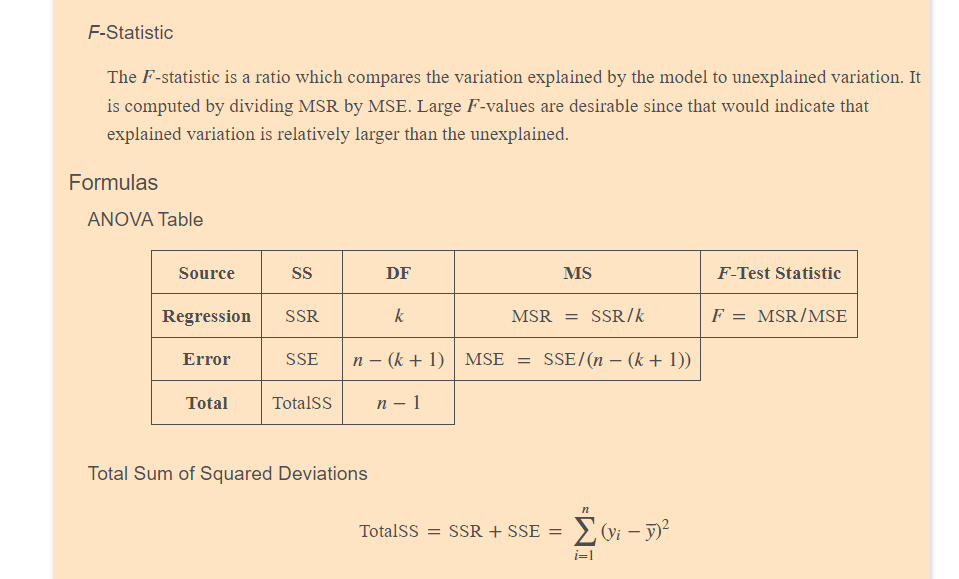 F-Statistic
The F-statistic is a ratio which compares the variation explained by the model to unexplained variation. It
is computed by dividing MSR by MSE. Large F-values are desirable since that would indicate that
explained variation is relatively larger than the unexplained.
Formulas
ANOVA Table
Source SS DF MS F-Test Statistic
Regression SSR k MSR = SSR/k F = MSR/MSE
Error SSE n − (k + 1) MSE = SSE/(n − (k + 1))
Total TotalSS n − 1
Total Sum of Squared Deviations
TotalSS = SSR + SSE = ∑_{i=1}^{n} (yᵢ − ȳ)²